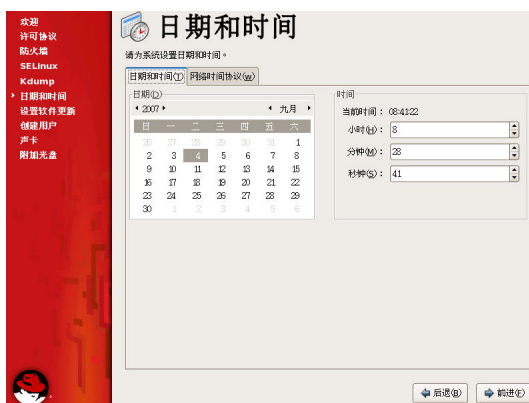 欢迎
许可协议
防火墙
SELinux
Kdump
日期和时间
设置软件更新
创建用户
声卡
附加光盘
日期和时间
请为系统设置日期和时间。
日期和时间(T) 网络时间协议(w)
日期(D)
2007 九月
日 一 二 三 四 五 六
26 27 28 29 30 31 1
2 3 4 5 6 7 8
9 10 11 12 13 14 15
16 17 18 19 20 21 22
23 24 25 26 27 28 29
30 1 2 3 4 5 6
时间
当前时间： 08:41:22
小时(H)： 8
分钟(M)： 28
秒钟(S)： 41
后退(B) 前进(F)